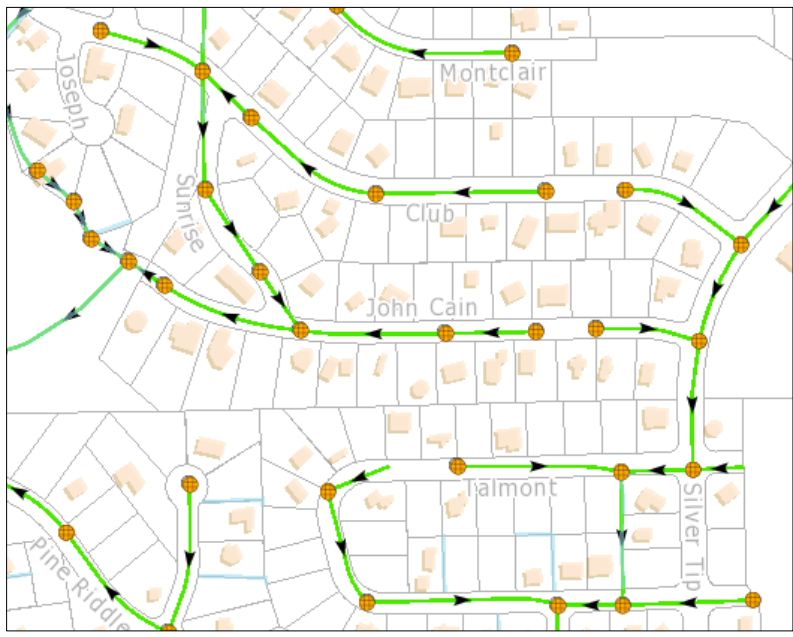 Montclair
Joseph
Sunrise
Club
John Cain
Talmont
Silver Tip
Pine Riddle